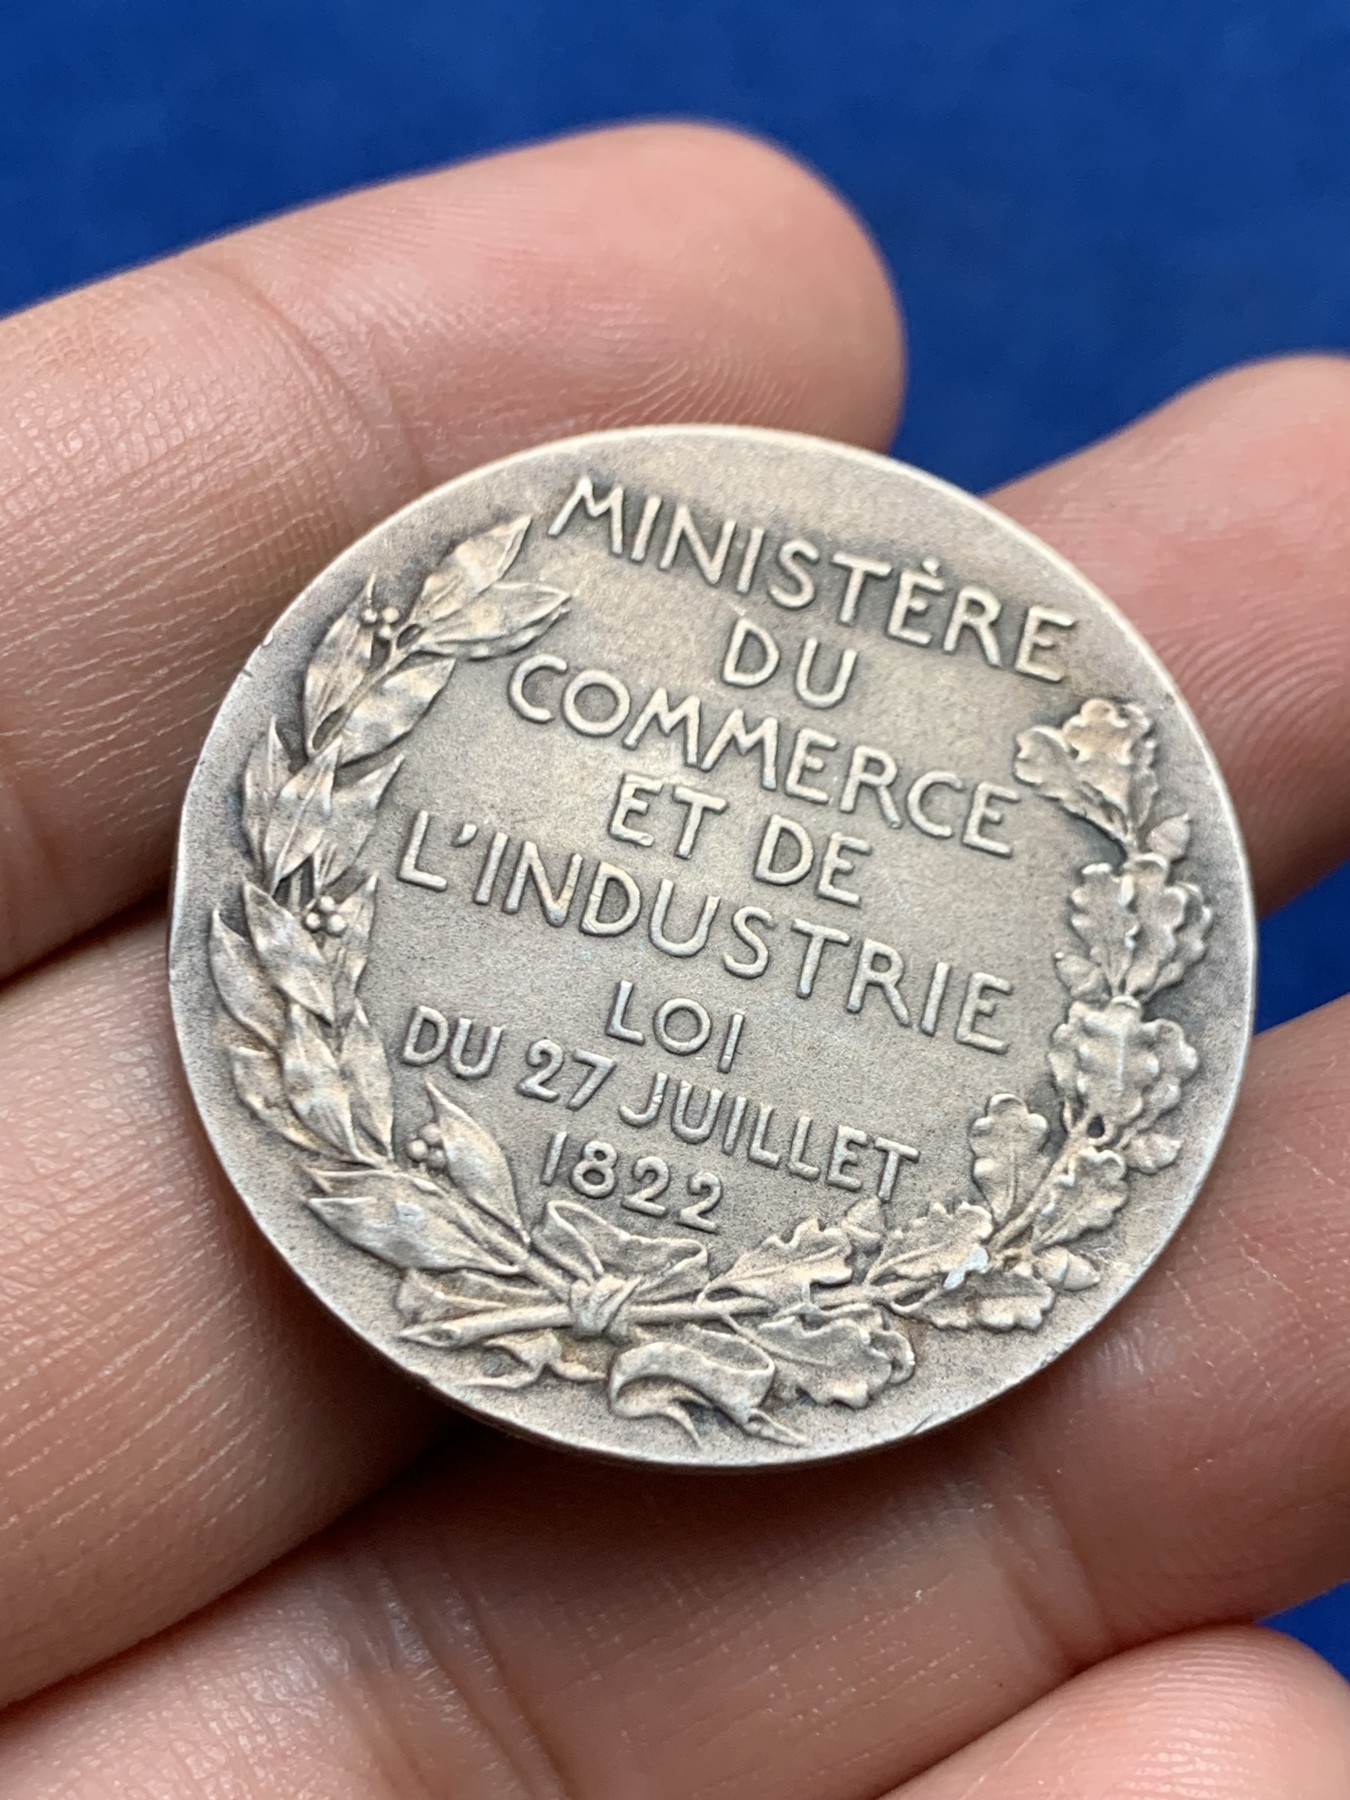 MINISTÈRE
DU
COMMERCE
ET DE
L'INDUSTRIE
LOI
DU 27 JUILLET
1822